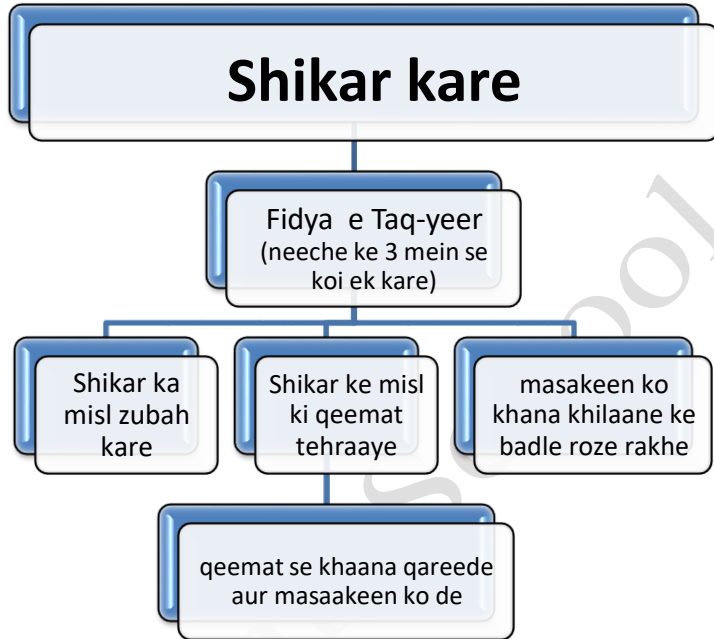 Shikar kare
Fidya e Taq-yeer
(neeche ke 3 mein se
koi ek kare)
Shikar ka
misl zubah
kare
Shikar ke misl
ki qeemat
tehraaye
masakeen ko
khana khilaane ke
badle roze rakhe
qeemat se khaana qareede
aur masaakeen ko de